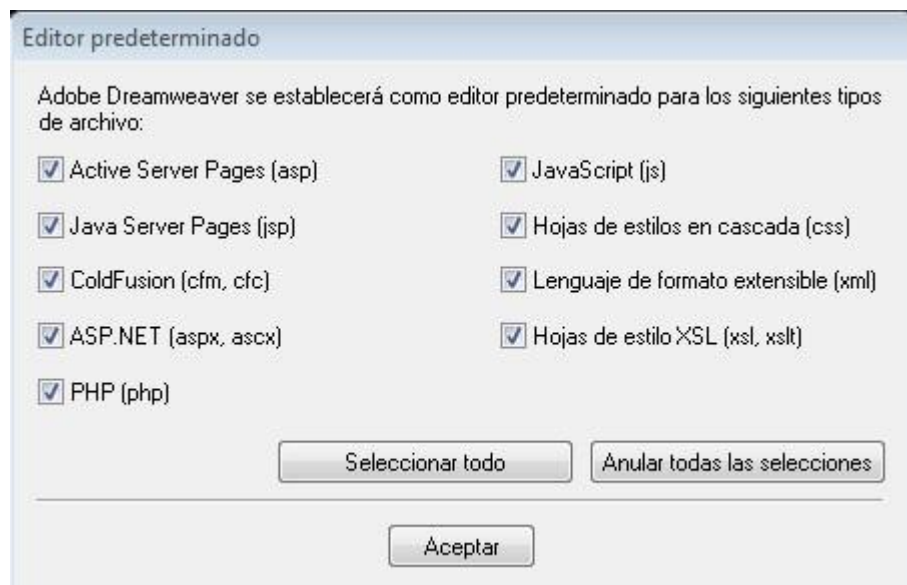 Editor predeterminado
Adobe Dreamweaver se establecerá como editor predeterminado para los siguientes tipos
de archivo:
Active Server Pages (asp)
JavaScript (js)
Java Server Pages (jsp)
Hojas de estilos en cascada (css)
ColdFusion (cfm, cfc)
Lenguaje de formato extensible (xml)
ASP.NET (aspx, ascx)
Hojas de estilo XSL (xsl, xslt)
PHP (php)
Seleccionar todo
Anular todas las selecciones
Aceptar